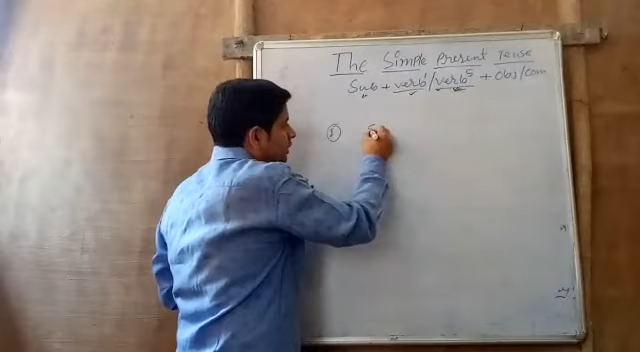 The Simple Present Tense
Sub + verb¹/verb⁵ + Obj/com
①